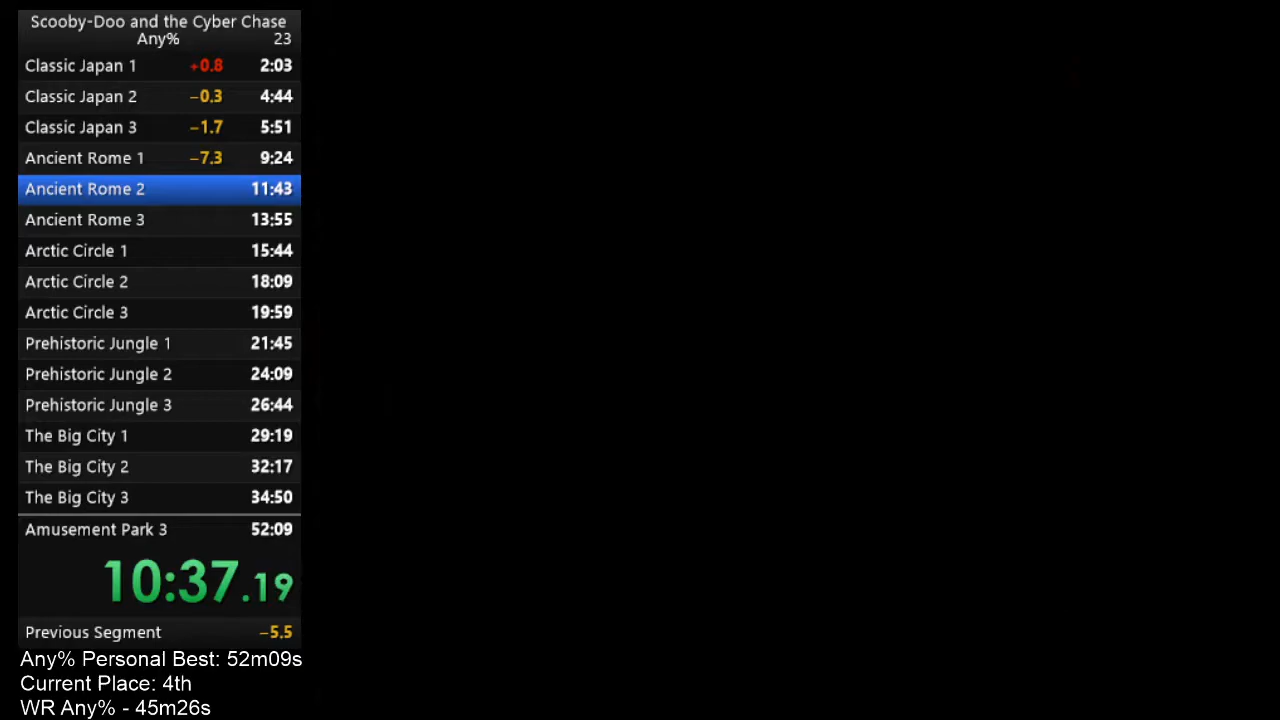 Scooby-Doo and the Cyber Chase
Any% 23
Classic Japan 1 +0.8 2:03
Classic Japan 2 −0.3 4:44
Classic Japan 3 −1.7 5:51
Ancient Rome 1 −7.3 9:24
Ancient Rome 2 11:43
Ancient Rome 3 13:55
Arctic Circle 1 15:44
Arctic Circle 2 18:09
Arctic Circle 3 19:59
Prehistoric Jungle 1 21:45
Prehistoric Jungle 2 24:09
Prehistoric Jungle 3 26:44
The Big City 1 29:19
The Big City 2 32:17
The Big City 3 34:50
Amusement Park 3 52:09
10:37.19
Previous Segment −5.5
Any% Personal Best: 52m09s
Current Place: 4th
WR Any% - 45m26s